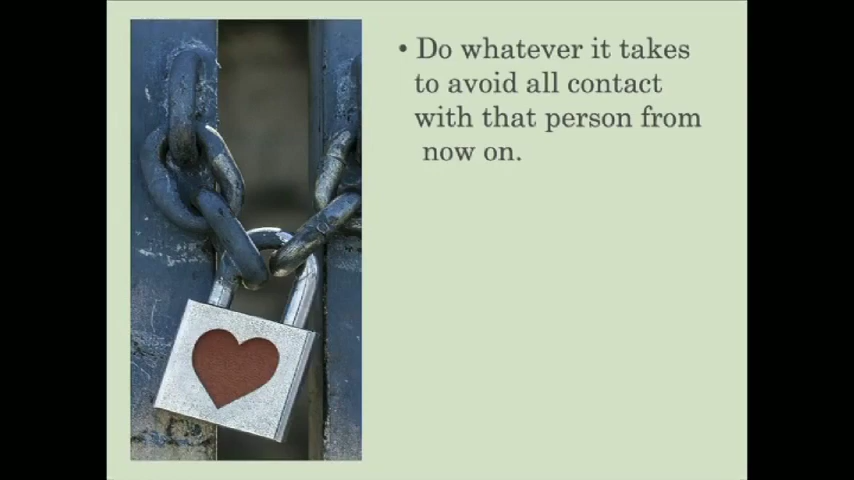 • Do whatever it takes
to avoid all contact
with that person from
now on.